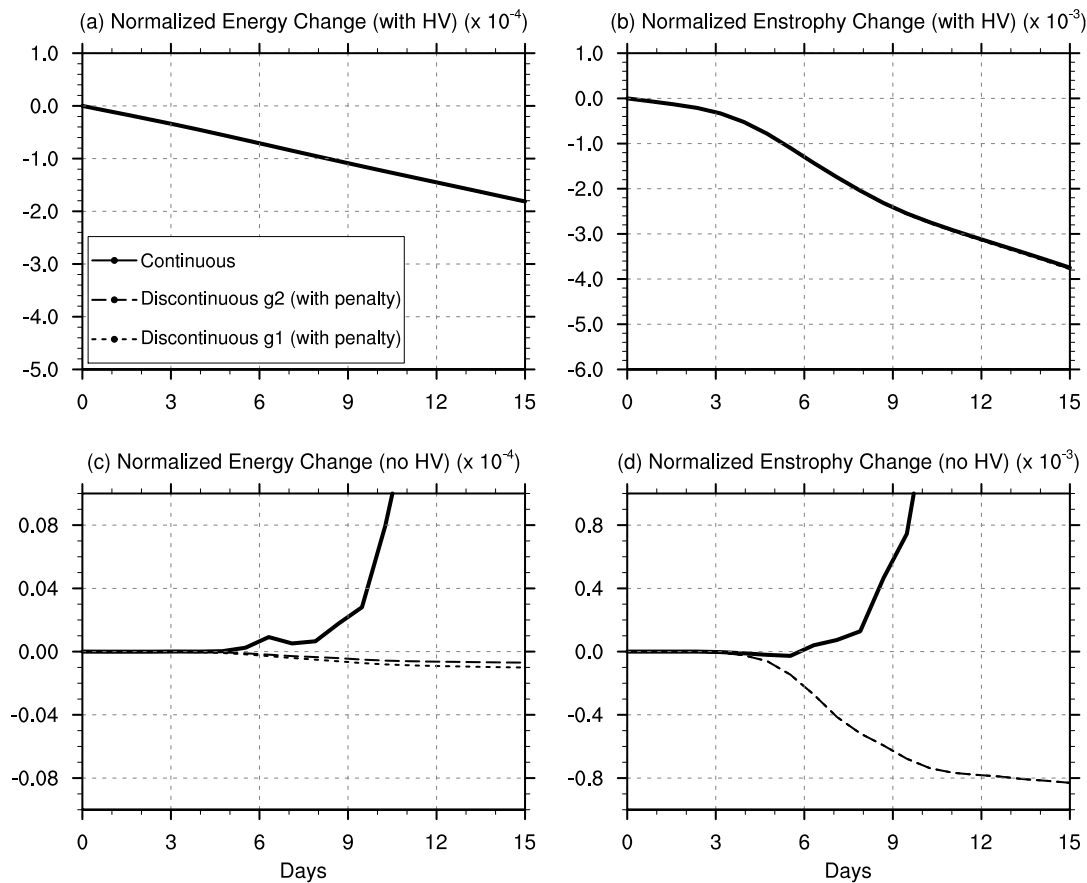 (a) Normalized Energy Change (with HV) (x 10⁻⁴)
1.0
0.0
-1.0
-2.0
-3.0
-4.0
-5.0
0 3 6 9 12 15
Continuous
Discontinuous g2 (with penalty)
Discontinuous g1 (with penalty)
(b) Normalized Enstrophy Change (with HV) (x 10⁻³)
1.0
0.0
-1.0
-2.0
-3.0
-4.0
-5.0
-6.0
0 3 6 9 12 15
(c) Normalized Energy Change (no HV) (x 10⁻⁴)
0.08
0.04
0.00
-0.04
-0.08
0 3 6 9 12 15
Days
(d) Normalized Enstrophy Change (no HV) (x 10⁻³)
0.8
0.4
0.0
-0.4
-0.8
0 3 6 9 12 15
Days